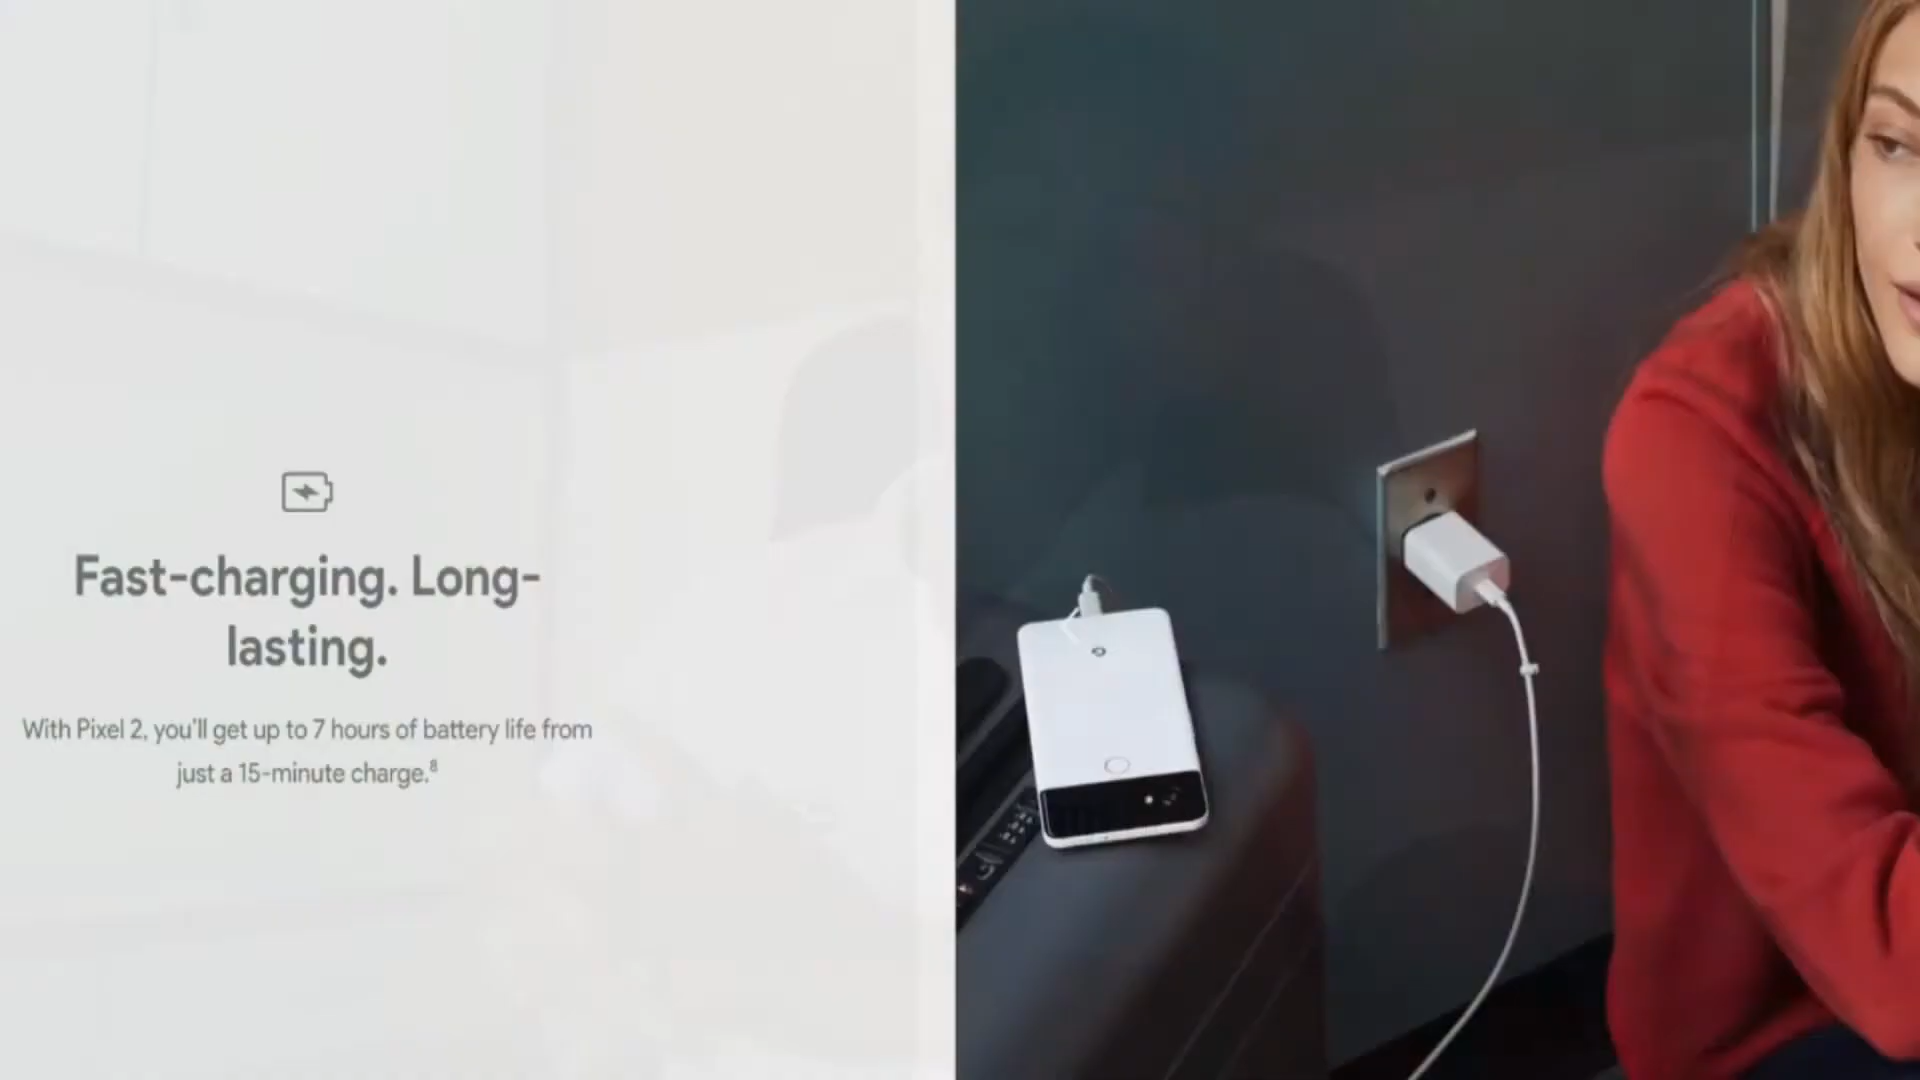 Fast-charging. Long-
lasting.
With Pixel 2, you'll get up to 7 hours of battery life from
just a 15-minute charge.⁸